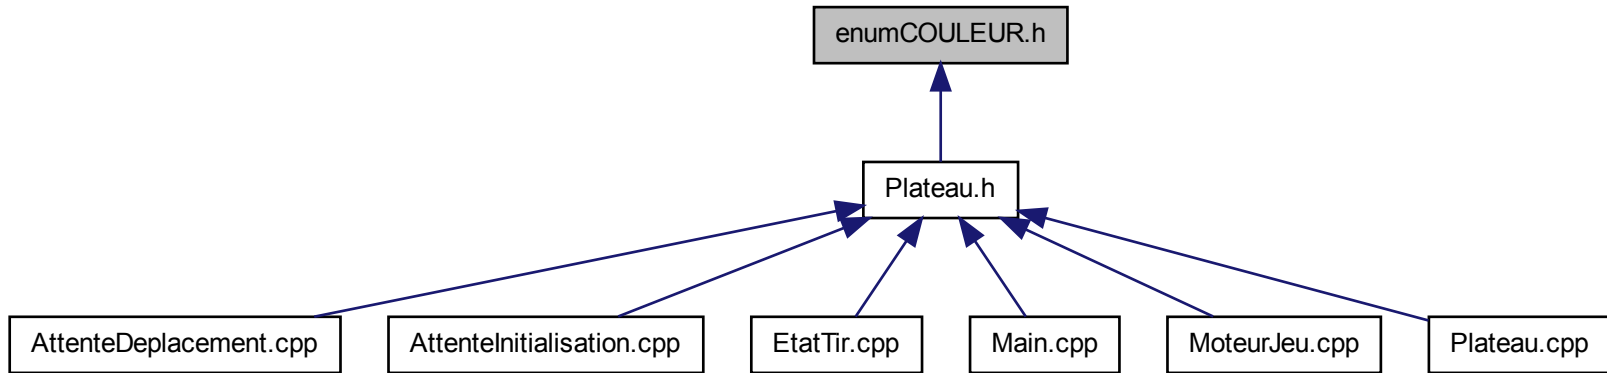 enumCOULEUR.h
Plateau.h
AttenteDeplacement.cpp
AttenteInitialisation.cpp
EtatTir.cpp
Main.cpp
MoteurJeu.cpp
Plateau.cpp